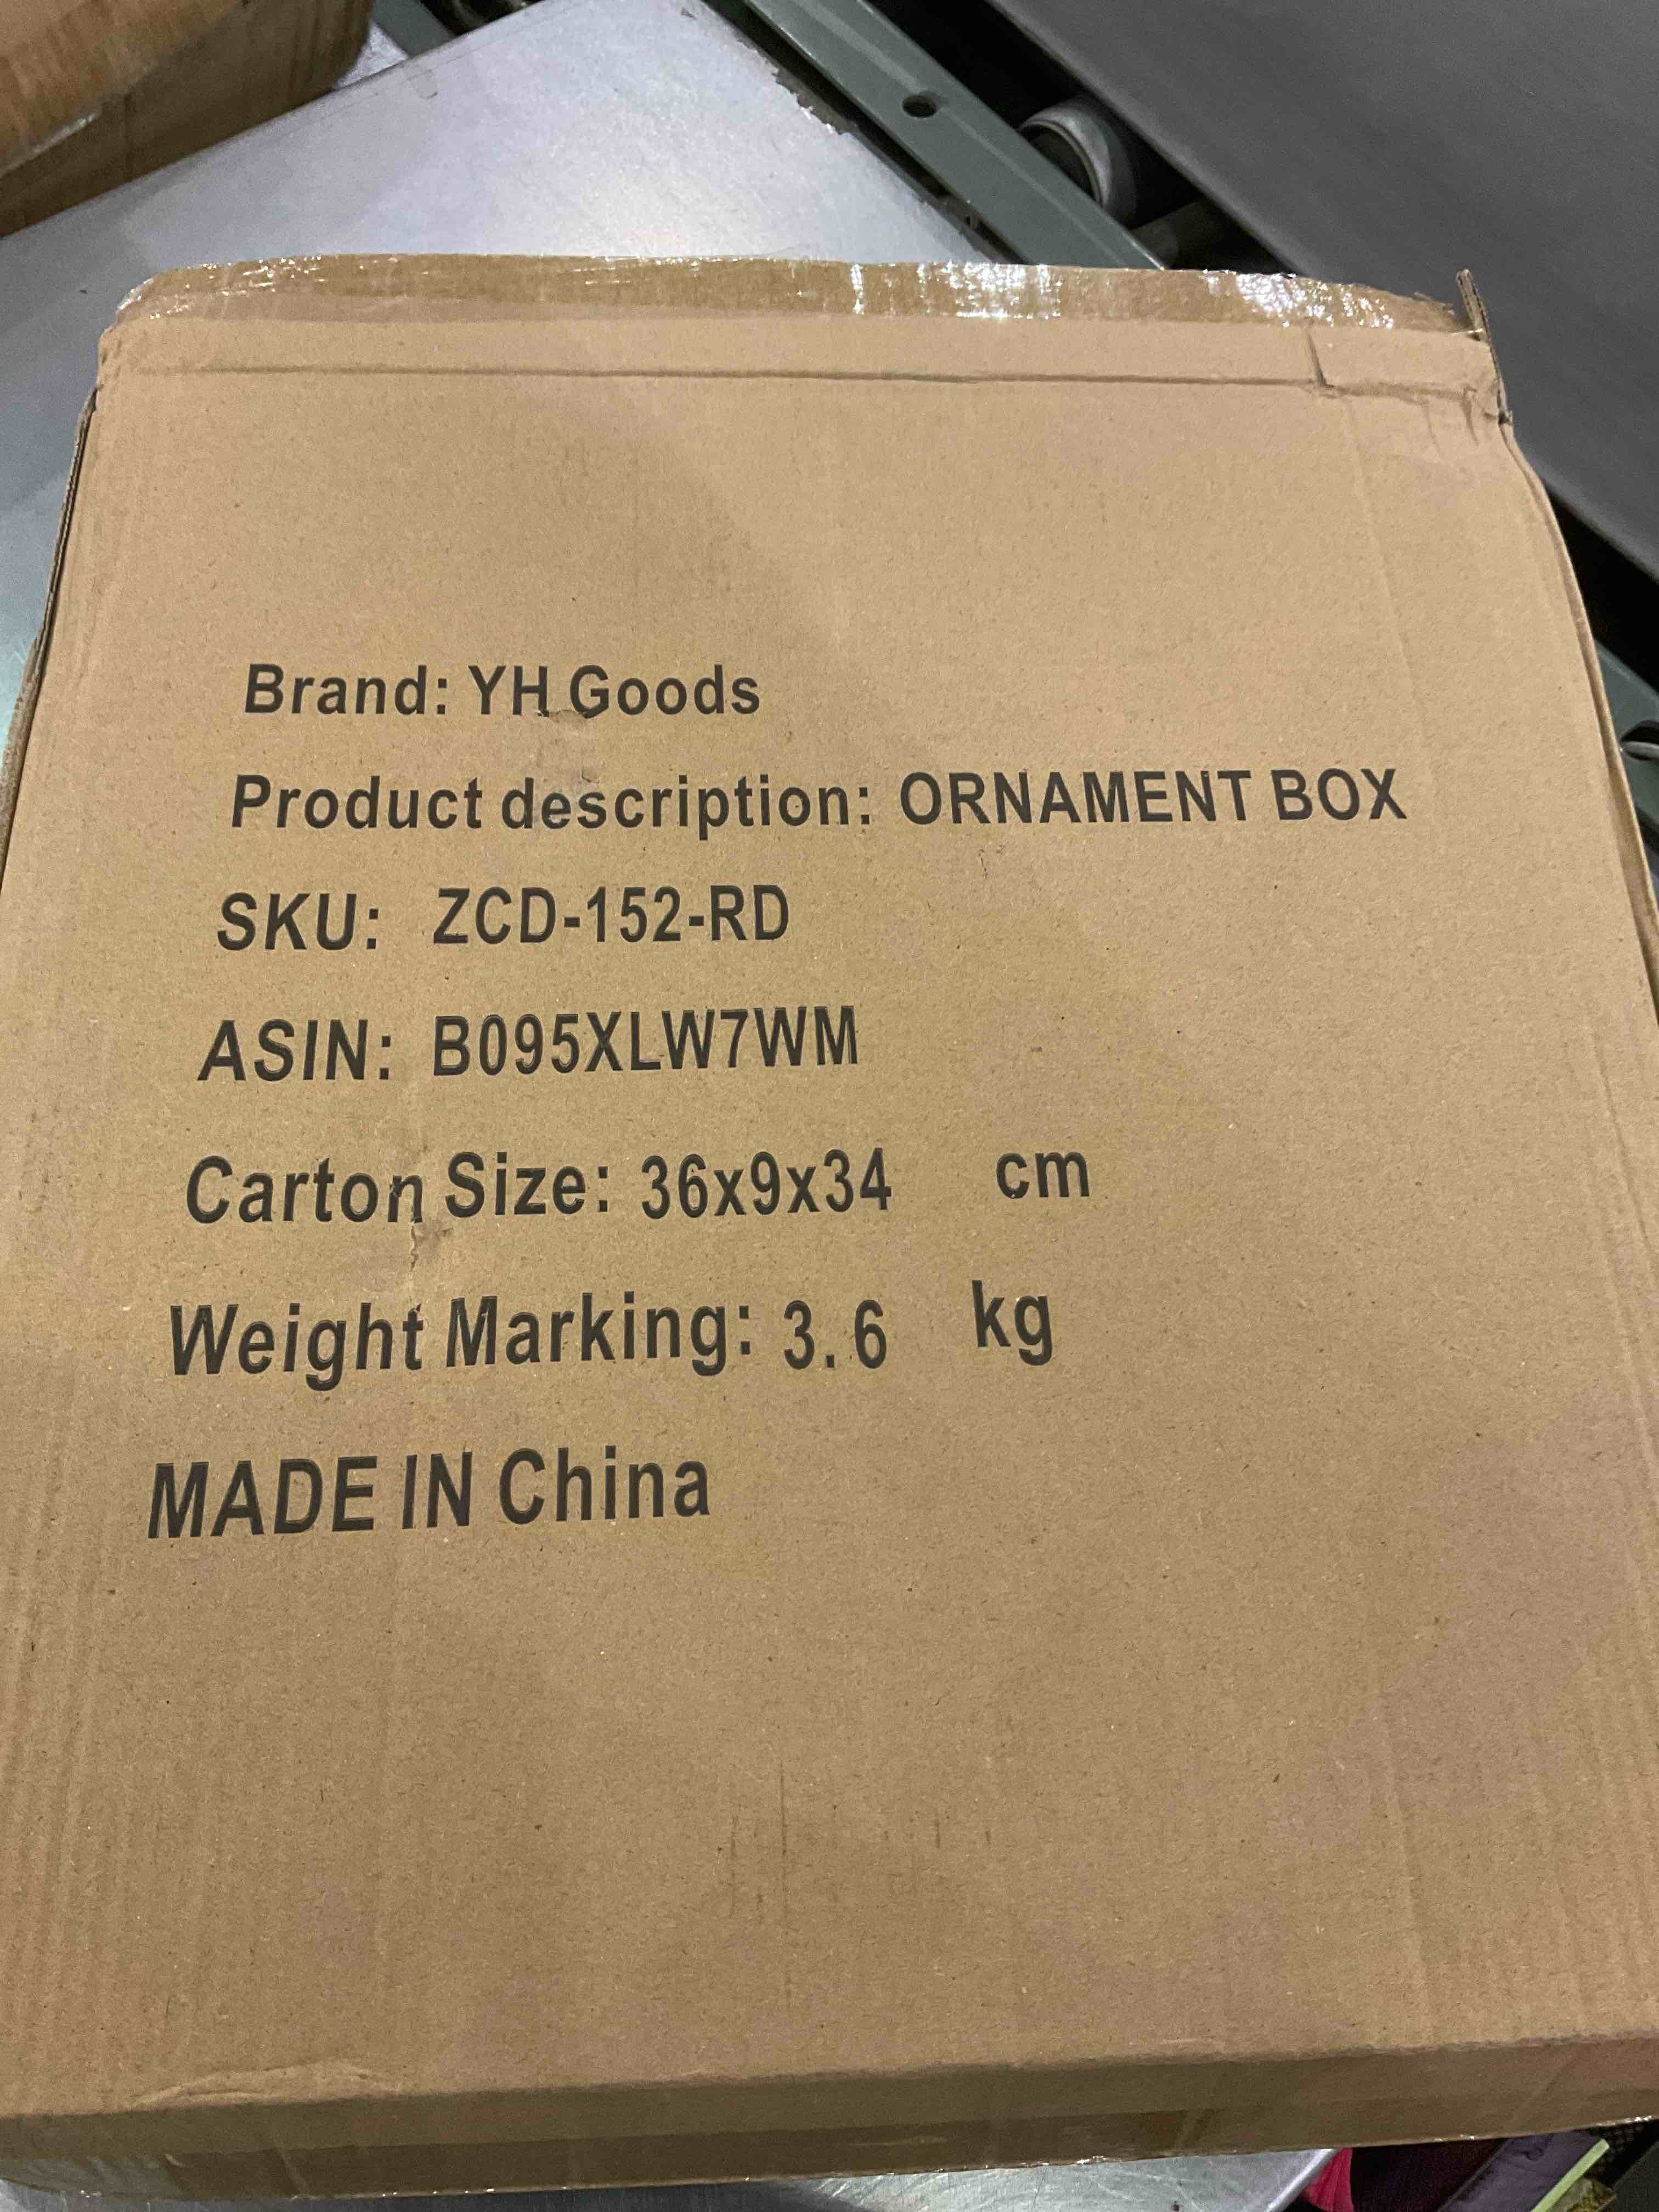 Brand: YH Goods
Product description: ORNAMENT BOX
SKU: ZCD-152-RD
ASIN: B095XLW7WM
Carton Size: 36x9x34 cm
Weight Marking: 3.6 kg
MADE IN China